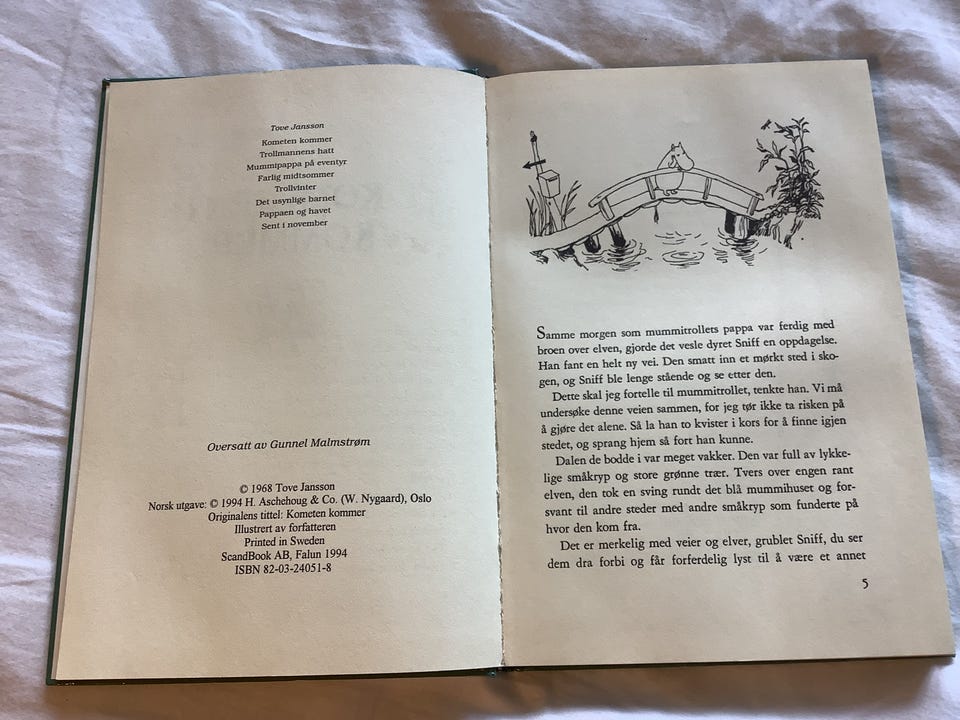 Tove Jansson
Kometen kommer
Trollmannens hatt
Mummipappa på eventyr
Farlig midtsommer
Trollvinter
Det usynlige barnet
Pappaen og havet
Sent i november
Oversatt av Gunnel Malmstrøm
© 1968 Tove Jansson
Norsk utgave: © 1994 H. Aschehoug & Co. (W. Nygaard), Oslo
Originalens tittel: Kometen kommer
Illustrert av forfatteren
Printed in Sweden
ScandBook AB, Falun 1994
ISBN 82-03-24051-8
Samme morgen som mummitrollets pappa var ferdig med
broen over elven, gjorde det vesle dyret Sniff en oppdagelse.
Han fant en helt ny vei. Den smatt inn et mørkt sted i sko-
gen, og Sniff ble lenge stående og se etter den.
Dette skal jeg fortelle til mummitrollet, tenkte han. Vi må
undersøke denne veien sammen, for jeg tør ikke ta risken på
å gjøre det alene. Så la han to kvister i kors for å finne igjen
stedet, og sprang hjem så fort han kunne.
Dalen de bodde i var meget vakker. Den var full av lykke-
lige småkryp og store grønne trær. Tvers over engen rant
elven, den tok en sving rundt det blå mummihuset og for-
svant til andre steder med andre småkryp som funderte på
hvor den kom fra.
Det er merkelig med veier og elver, grublet Sniff, du ser
dem dra forbi og får forferdelig lyst til å være et annet
5